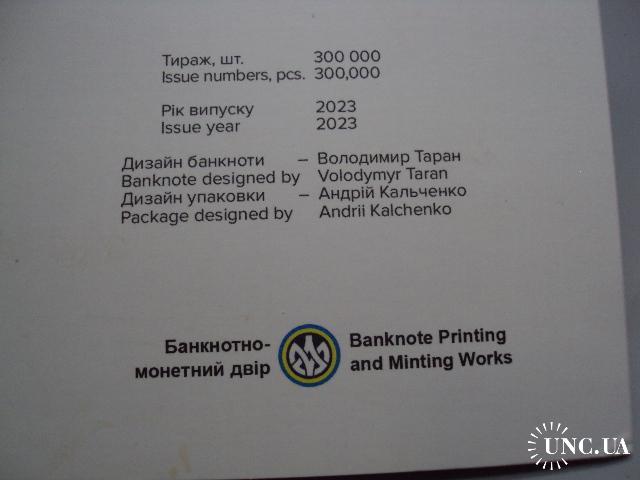 Тираж, шт. 300 000
Issue numbers, pcs. 300,000
Рік випуску 2023
Issue year 2023
Дизайн банкноти – Володимир Таран
Banknote designed by Volodymyr Taran
Дизайн упаковки – Андрій Кальченко
Package designed by Andrii Kalchenko
Банкнотно-
монетний двір
Banknote Printing
and Minting Works
UNC.UA